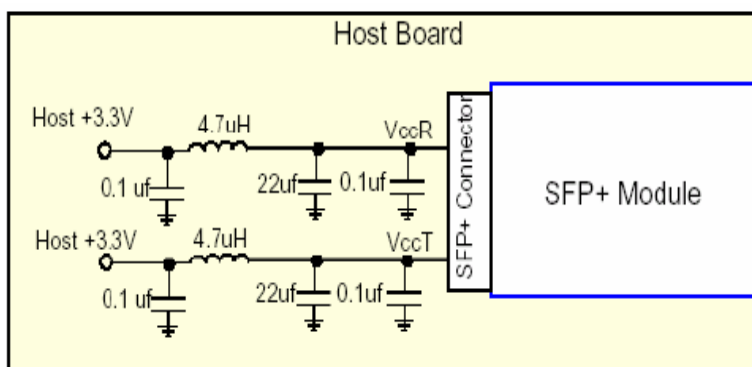 Host Board
Host +3.3V
4.7uH
VccR
0.1 uf
22uf
0.1uf
Host +3.3V
4.7uH
VccT
0.1 uf
22uf
0.1uf
SFP+ Connector
SFP+ Module